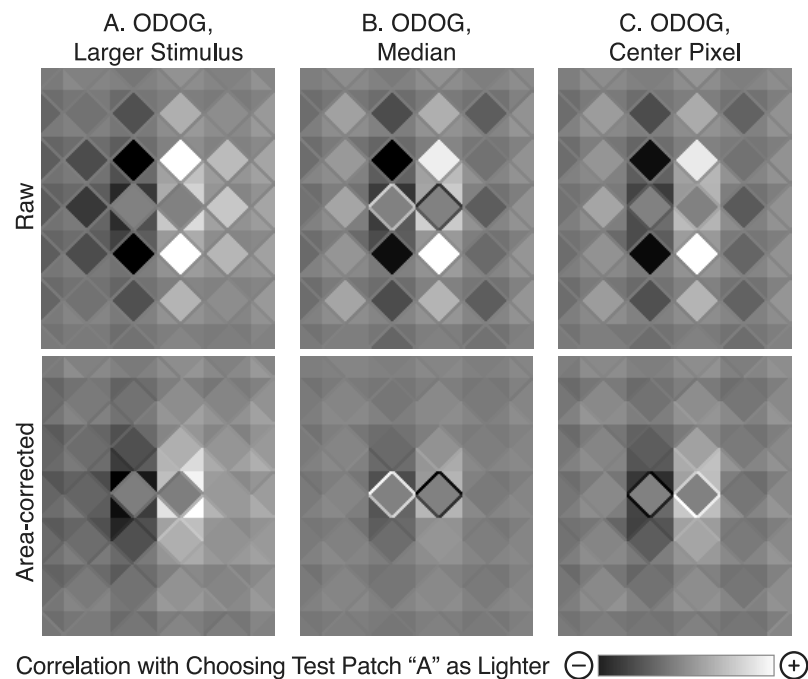 A. ODOG,
Larger Stimulus
B. ODOG,
Median
C. ODOG,
Center Pixel
Raw
Area-corrected
Correlation with Choosing Test Patch “A” as Lighter − +